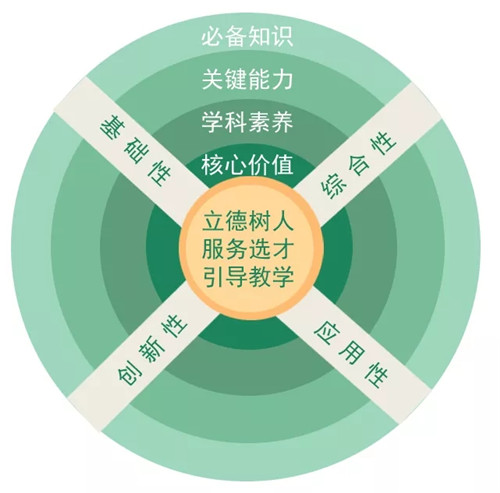 必备知识
关键能力
学科素养
核心价值
基础性
综合性
立德树人
服务选才
引导教学
创新性
应用性